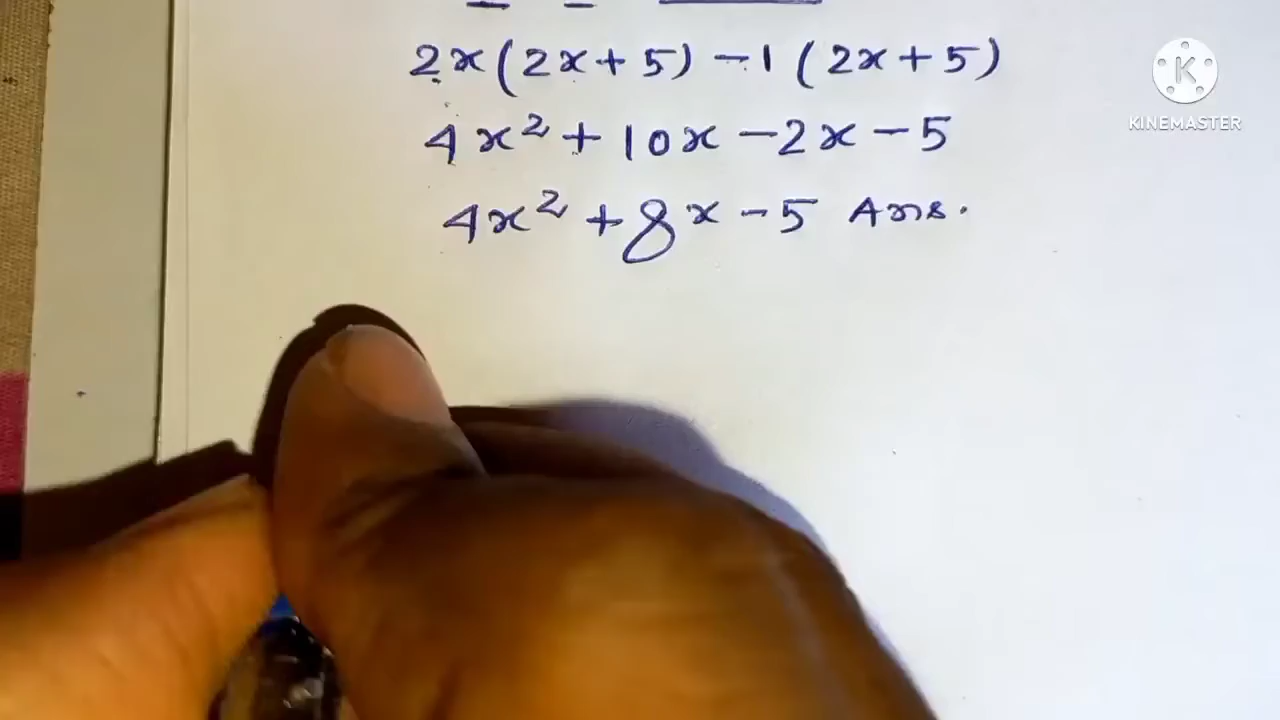 2x(2x+5) -1 (2x+5)
4x² + 10x -2x -5
4x² + 8x -5 Ans.
K
KINEMASTER